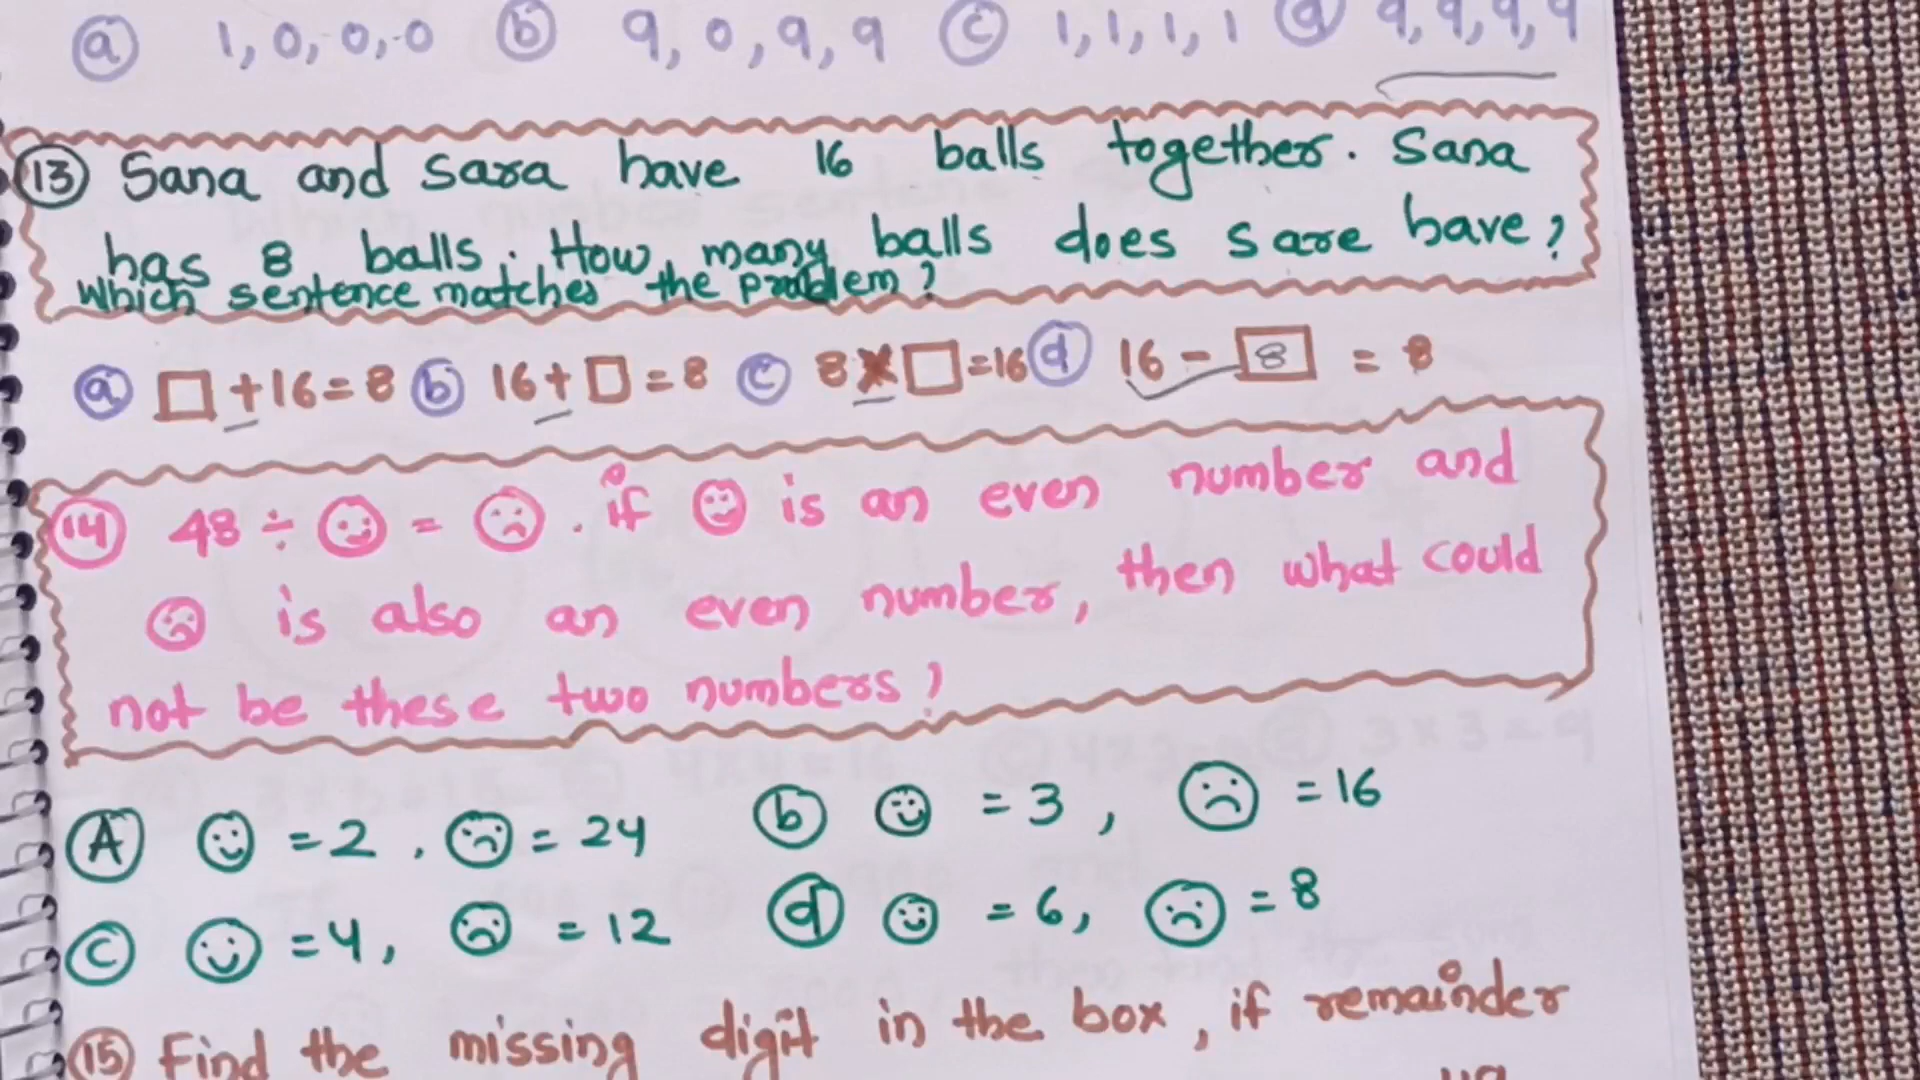 a 1, 0, 0, 0 b 9, 0, 9, 9 c 1, 1, 1, 1 d 9, 9, 9, 9
13 Sana and sara have 16 balls together. Sana
has 8 balls. How many balls does sare have?
Which sentence matches the problem?
a □ + 16 = 8 b 16 + □ = 8 c 8 × □ = 16 d 16 - 8 = 8
14 48 ÷ ☺ = ☹. if ☺ is an even number and
☹ is also an even number, then what could
not be these two numbers?
A ☺ = 2, ☹ = 24 b ☺ = 3, ☹ = 16
C ☺ = 4, ☹ = 12 d ☺ = 6, ☹ = 8
15 Find the missing digit in the box, if remainder